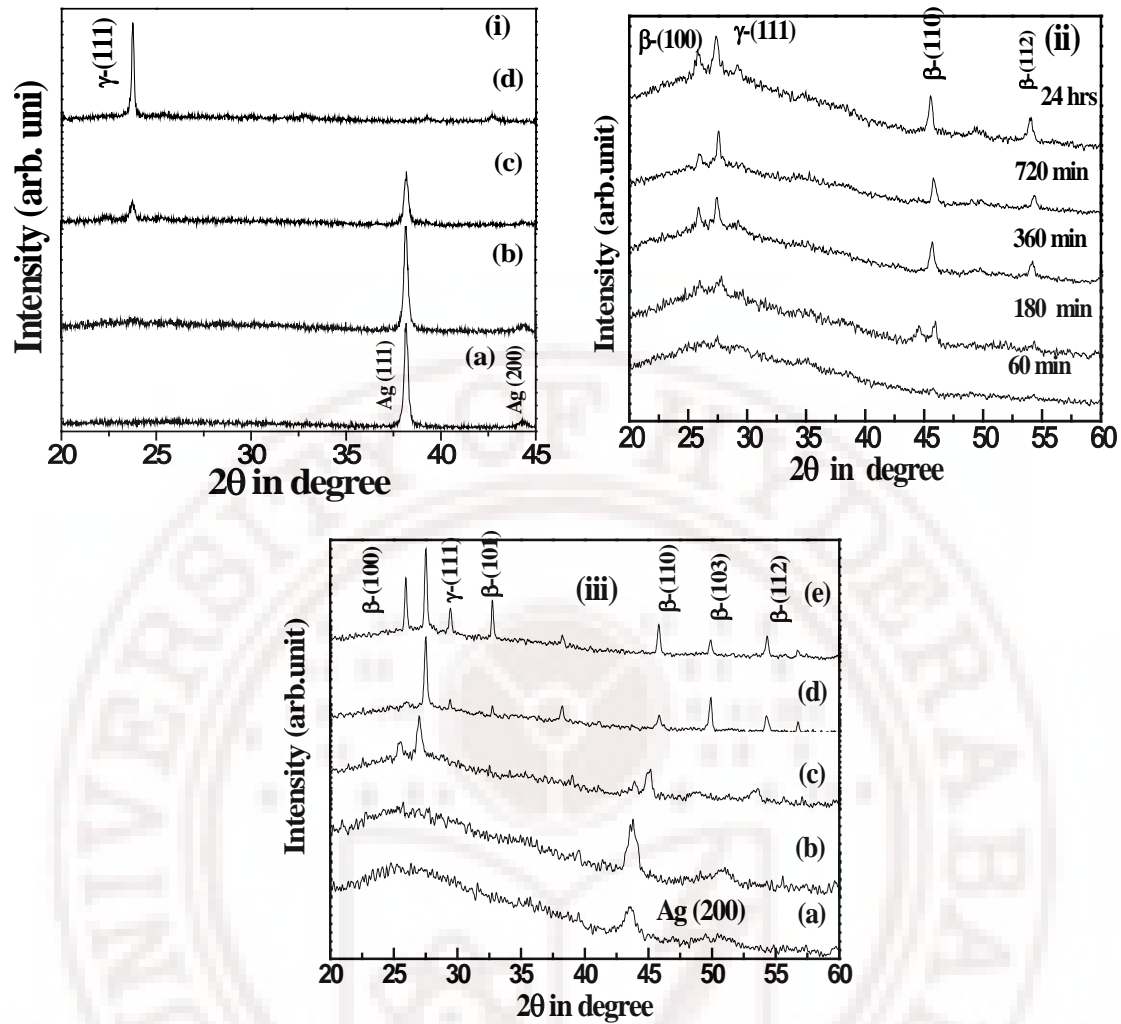 (i)
γ-(111)
(d)
(c)
(b)
(a)
Ag (111)
Ag (200)
Intensity (arb. uni)
20 25 30 35 40 45
2θ in degree
(ii)
β-(100)
γ-(111)
β-(110)
β-(112)
24 hrs
720 min
360 min
180 min
60 min
Intensity (arb.unit)
20 25 30 35 40 45 50 55 60
2θ in degree
(iii)
β-(100)
γ-(111)
β-(101)
β-(110)
β-(103)
β-(112)
(e)
(d)
(c)
(b)
(a)
Ag (200)
Intensity (arb.unit)
20 25 30 35 40 45 50 55 60
2θ in degree
UNIVERSITY OF HYDERABAD